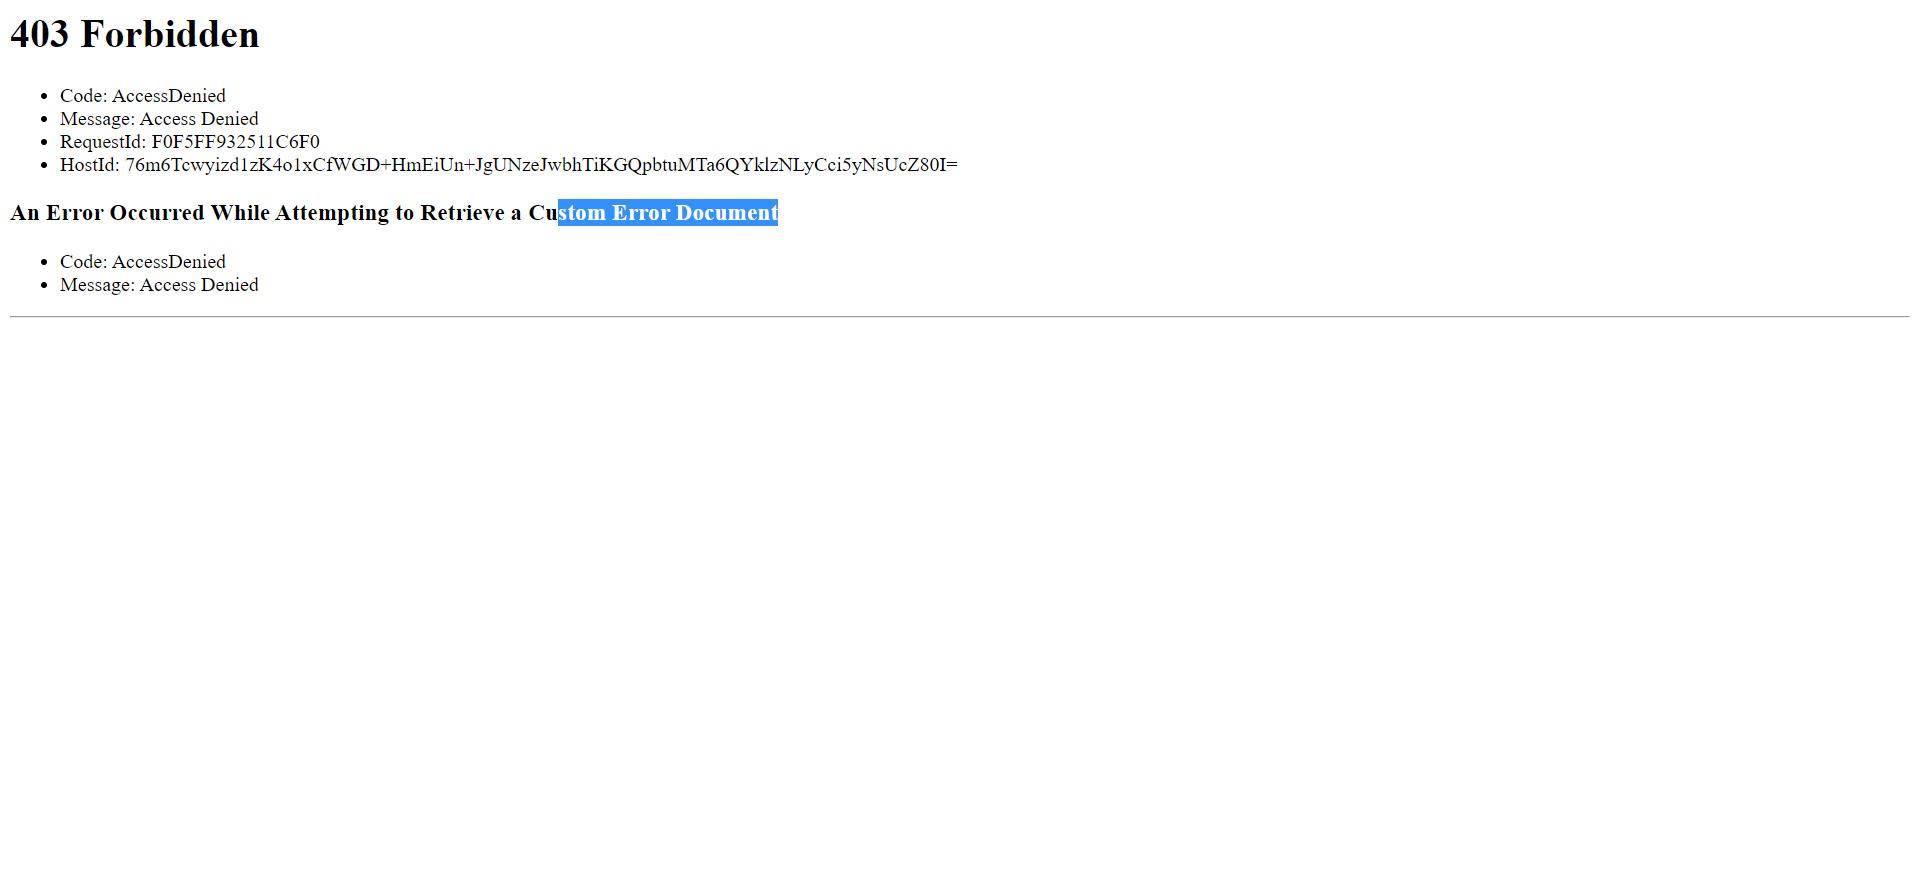 403 Forbidden
Code: AccessDenied
Message: Access Denied
RequestId: F0F5FF932511C6F0
HostId: 76m6Tcwyizd1zK4o1xCfWGD+HmEiUn+JgUNzeJwbhTiKGQpbtuMTa6QYklzNLyCci5yNsUcZ80I=
An Error Occurred While Attempting to Retrieve a Custom Error Document
Code: AccessDenied
Message: Access Denied